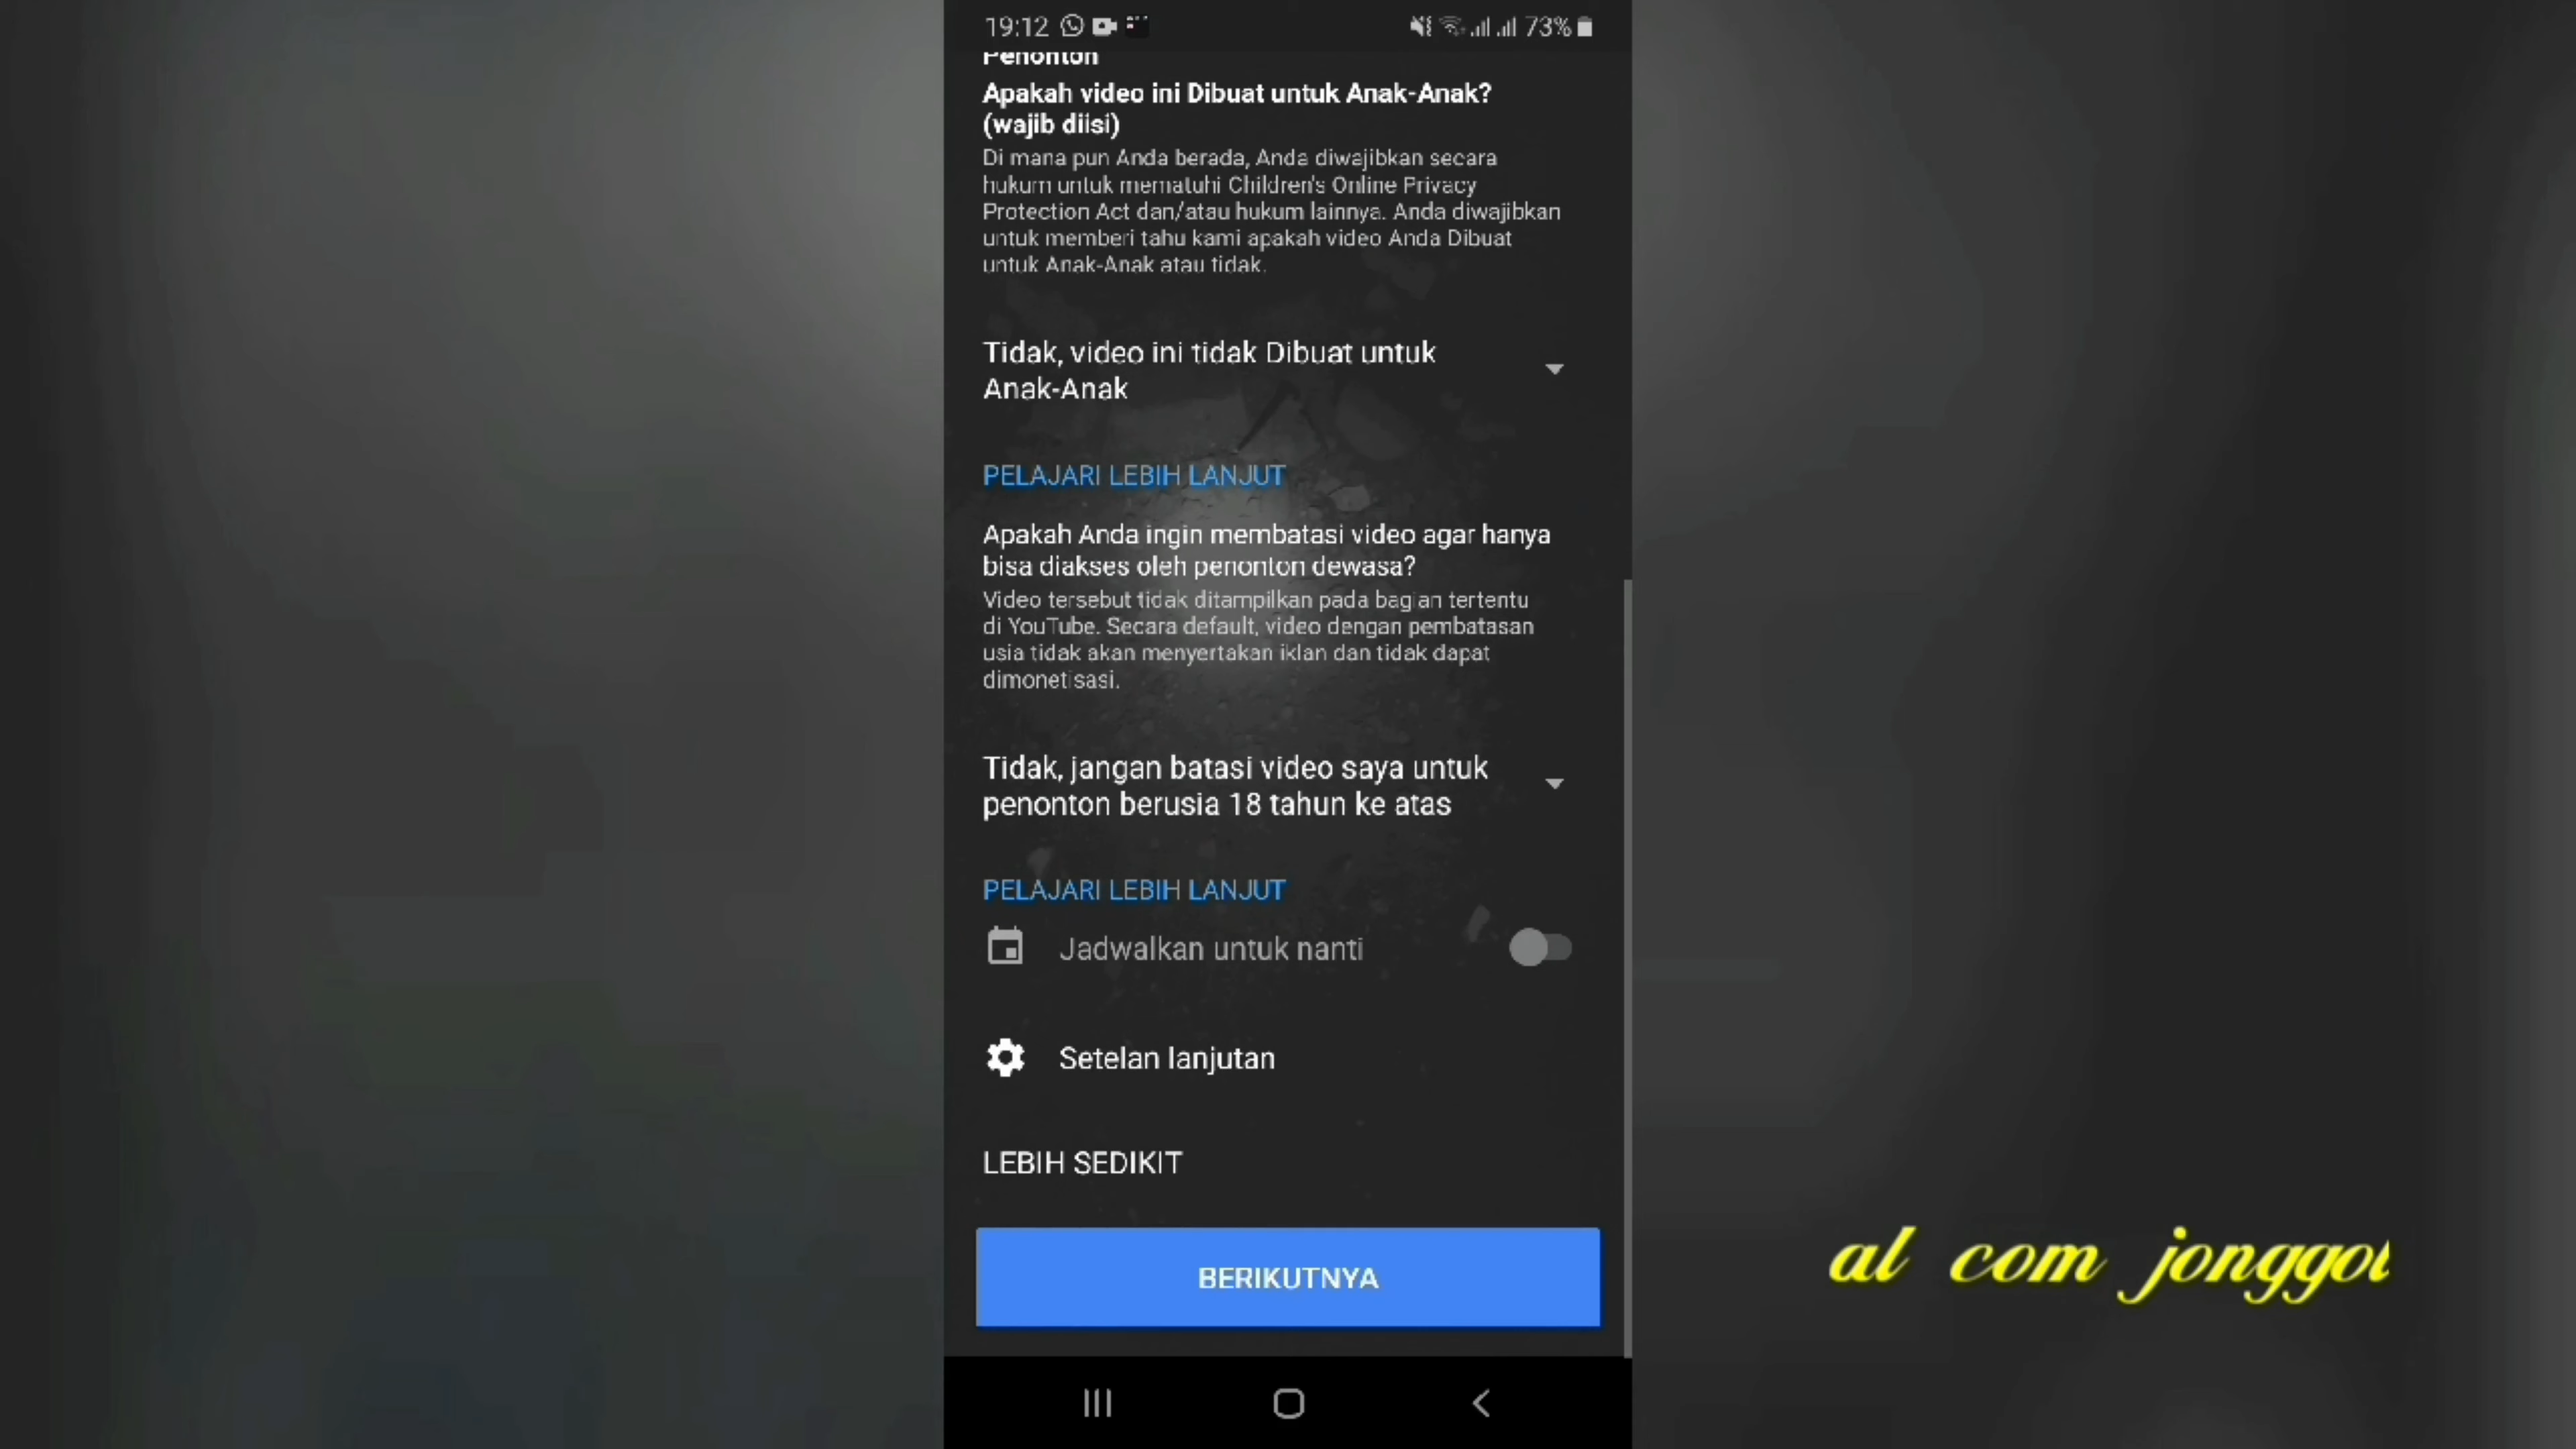 19:12 73%
Penonton
Apakah video ini Dibuat untuk Anak-Anak?
(wajib diisi)
Di mana pun Anda berada, Anda diwajibkan secara
hukum untuk mematuhi Children's Online Privacy
Protection Act dan/atau hukum lainnya. Anda diwajibkan
untuk memberi tahu kami apakah video Anda Dibuat
untuk Anak-Anak atau tidak.
Tidak, video ini tidak Dibuat untuk
Anak-Anak
PELAJARI LEBIH LANJUT
Apakah Anda ingin membatasi video agar hanya
bisa diakses oleh penonton dewasa?
Video tersebut tidak ditampilkan pada bagian tertentu
di YouTube. Secara default, video dengan pembatasan
usia tidak akan menyertakan iklan dan tidak dapat
dimonetisasi.
Tidak, jangan batasi video saya untuk
penonton berusia 18 tahun ke atas
PELAJARI LEBIH LANJUT
Jadwalkan untuk nanti
Setelan lanjutan
LEBIH SEDIKIT
BERIKUTNYA
al com jonggol